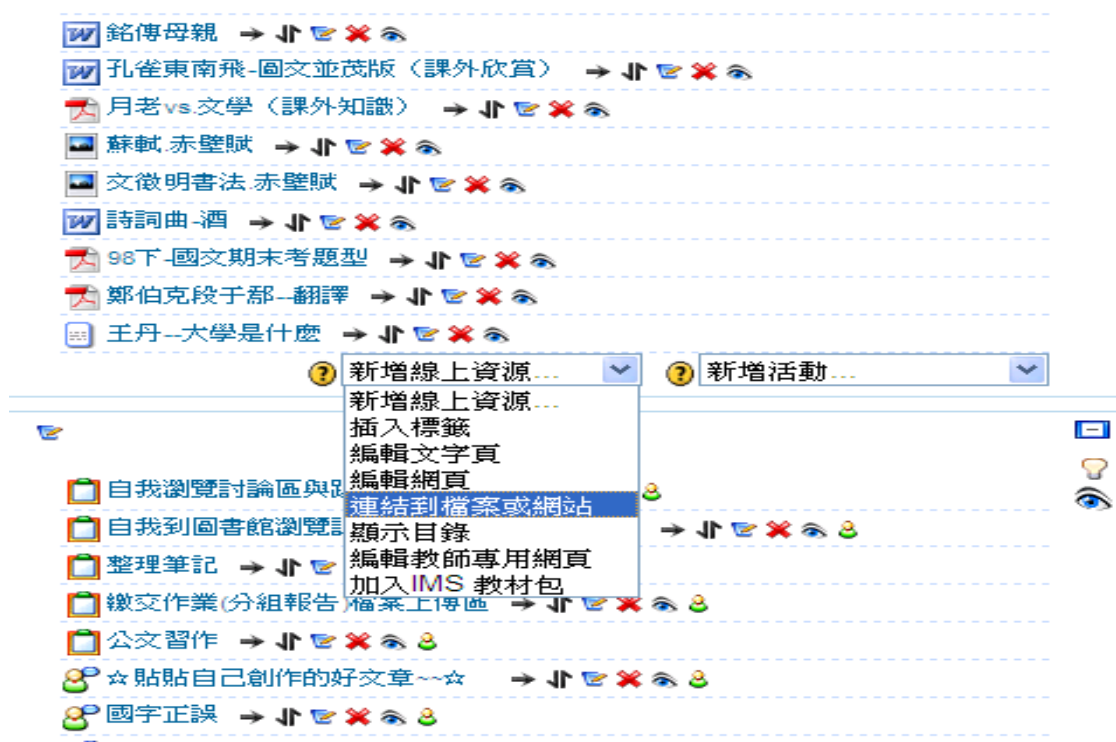 銘傳母親
孔雀東南飛-圖文並茂版（課外欣賞）
月老vs.文學（課外知識）
蘇軾.赤壁賦
文徵明書法.赤壁賦
詩詞曲-酒
98下-國文期末考題型
鄭伯克段于鄢--翻譯
王丹--大學是什麼
新增線上資源... 新增活動...
新增線上資源...
插入標籤
編輯文字頁
編輯網頁
連結到檔案或網站
顯示目錄
編輯教師專用網頁
加入IMS 教材包
自我瀏覽討論區與
自我到圖書館瀏覽
整理筆記
繳交作業(分組報告)檔案上傳區
公文習作
☆貼貼自己創作的好文章~~☆
國字正誤